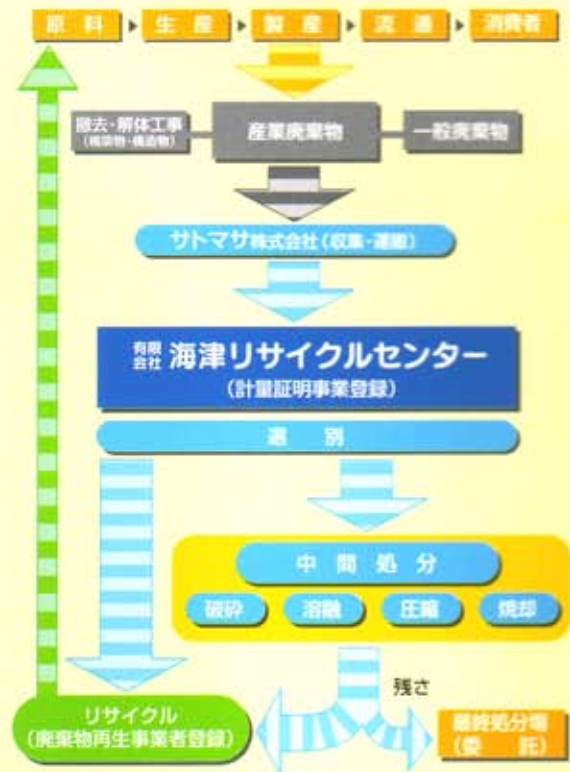 原料
生産
製産
流通
消費者
撤去・解体工事
(構築物・構造物)
産業廃棄物
一般廃棄物
サトマサ株式会社(収集・運搬)
有限会社 海津リサイクルセンター
(計量証明事業登録)
選別
中間処分
破砕
溶融
圧縮
焼却
残さ
リサイクル
(廃棄物再生事業者登録)
最終処分場
(委託)